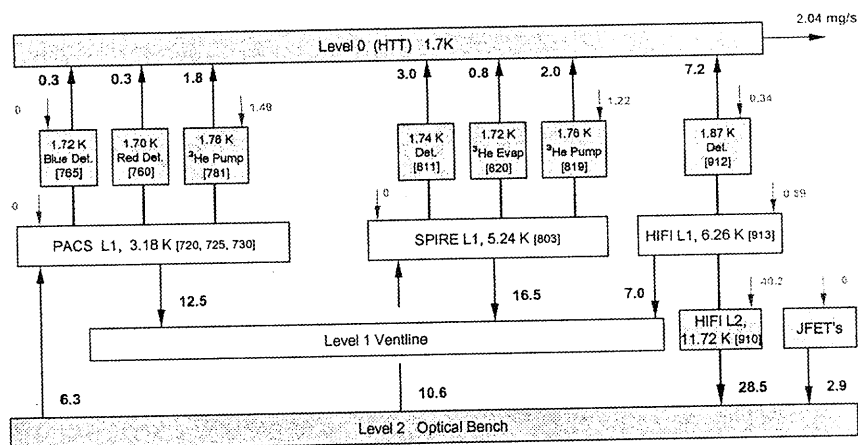 2.04 mg/s
Level 0 (HTT) 1.7K
0.3 0.3 1.8 3.0 0.8 2.0 7.2
0 1.49 1.22 0.34
1.72 K
Blue Det.
[765]
1.70 K
Red Det.
[760]
1.76 K
³He Pump
[781]
1.74 K
Det.
[811]
1.72 K
³He Evap
[820]
1.76 K
³He Pump
[819]
1.87 K
Det.
[912]
0 0
PACS L1, 3.18 K [720, 725, 730]
SPIRE L1, 5.24 K [803]
HIFI L1, 6.26 K [913]
12.5 16.5 7.0 0
Level 1 Ventline
HIFI L2,
11.72 K [910]
JFET's
6.3 10.6 28.5 2.9
Level 2 Optical Bench